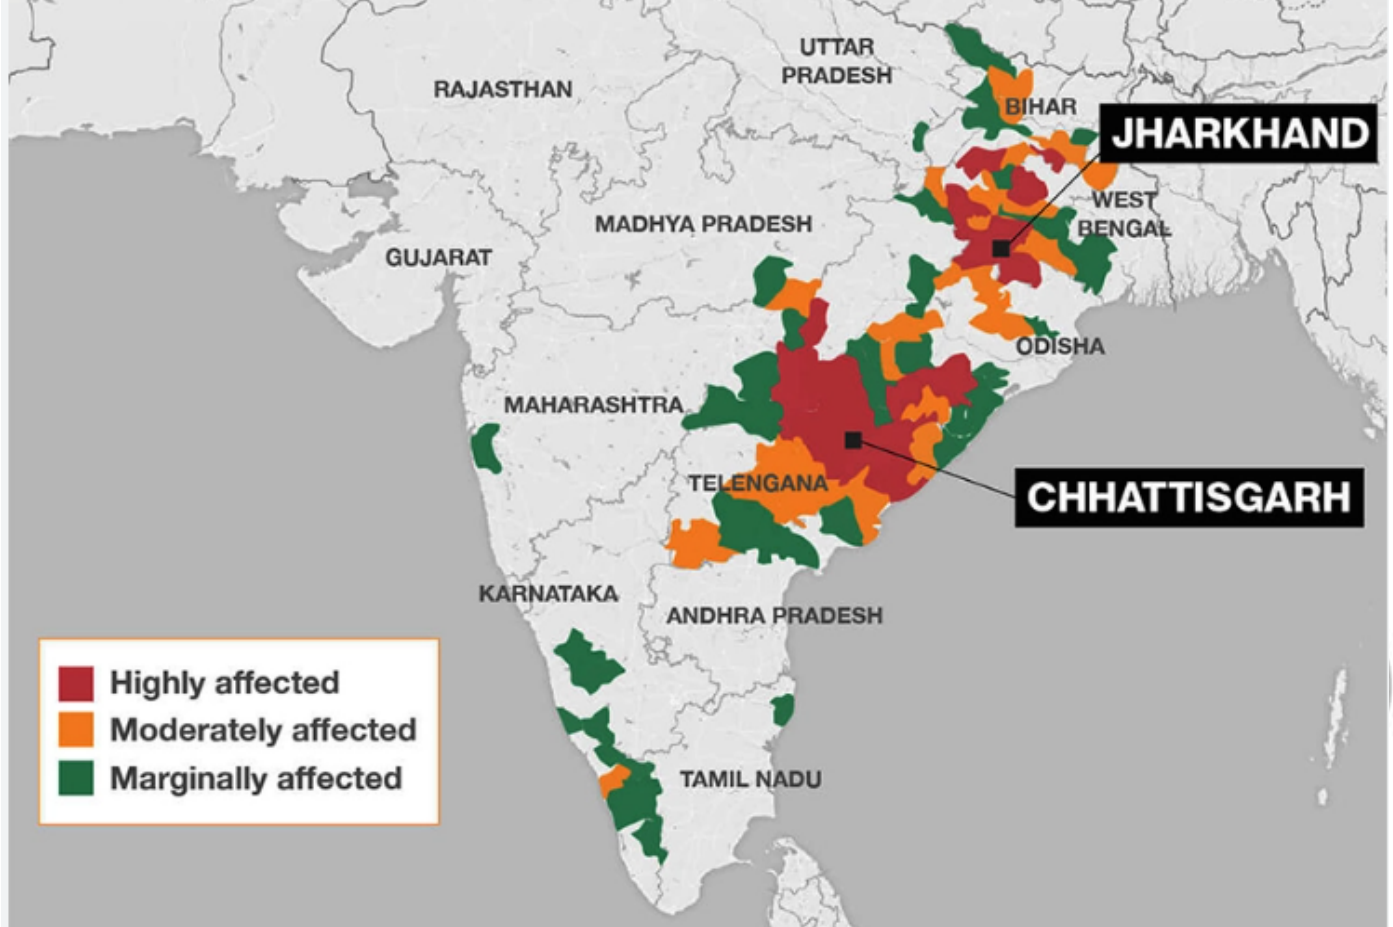 UTTAR
PRADESH
RAJASTHAN
BIHAR
JHARKHAND
WEST
BENGAL
MADHYA PRADESH
GUJARAT
ODISHA
MAHARASHTRA
TELENGANA
CHHATTISGARH
KARNATAKA
ANDHRA PRADESH
Highly affected
Moderately affected
Marginally affected
TAMIL NADU